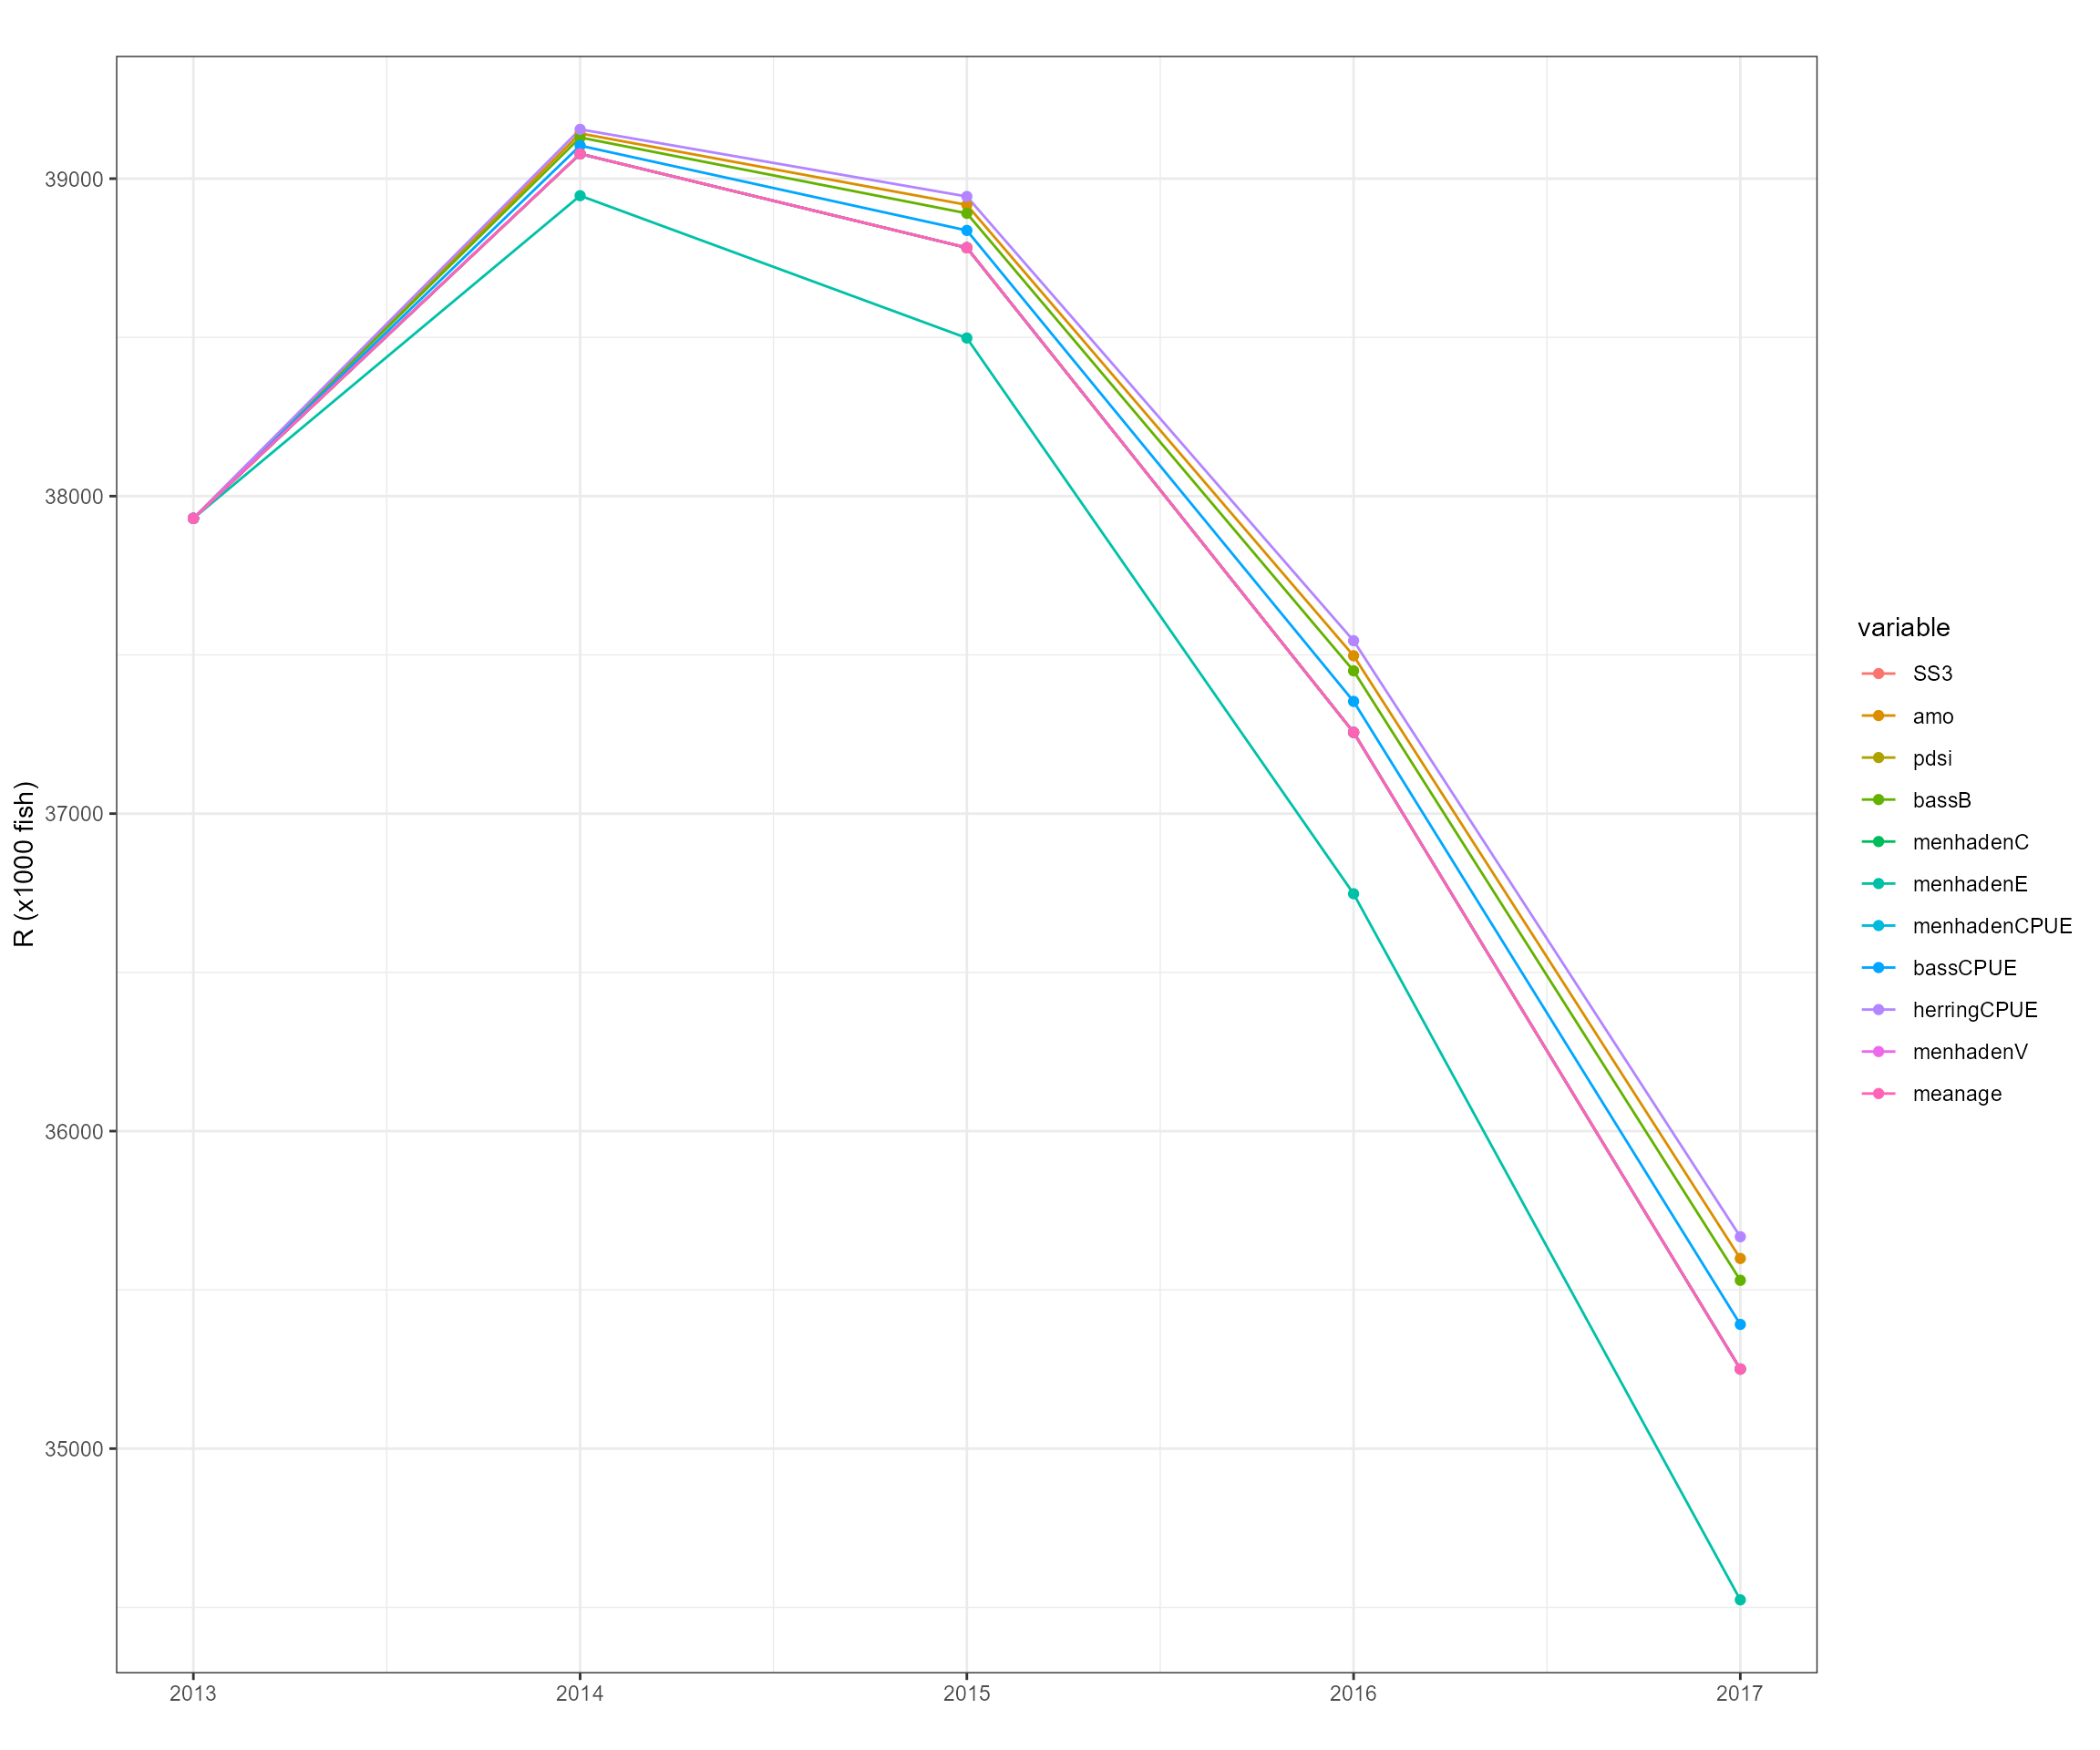 39000
38000
37000
36000
35000
R (x1000 fish)
2013 2014 2015 2016 2017
variable
SS3
amo
pdsi
bassB
menhadenC
menhadenE
menhadenCPUE
bassCPUE
herringCPUE
menhadenV
meanage